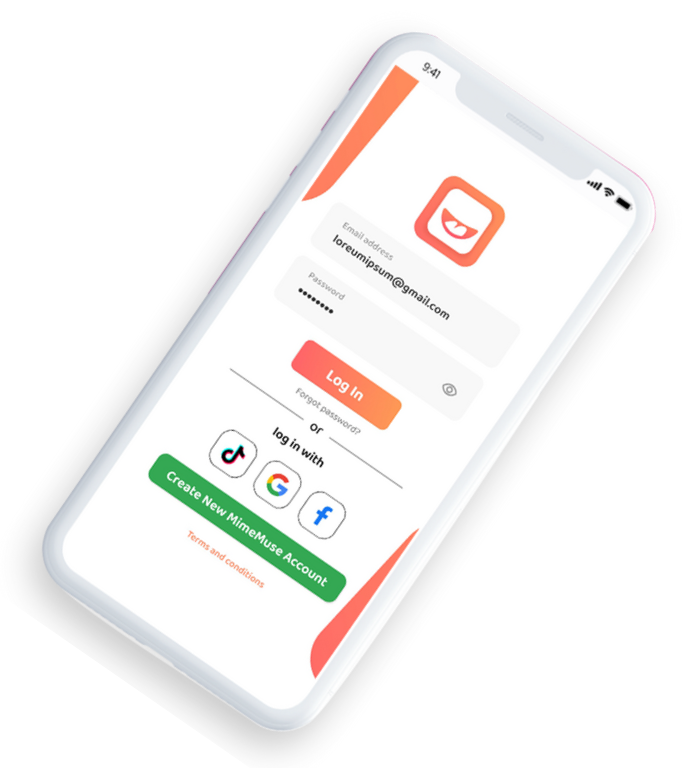 9:41
Email address
loreumipsum@gmail.com
Password
••••••••
Log In
Forgot password?
or
log in with
Create New MimeMuse Account
Terms and conditions